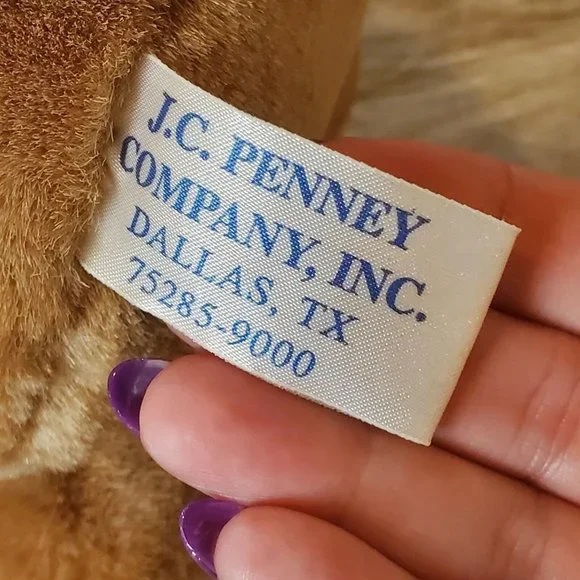 J.C. PENNEY
COMPANY, INC.
DALLAS, TX
75285-9000